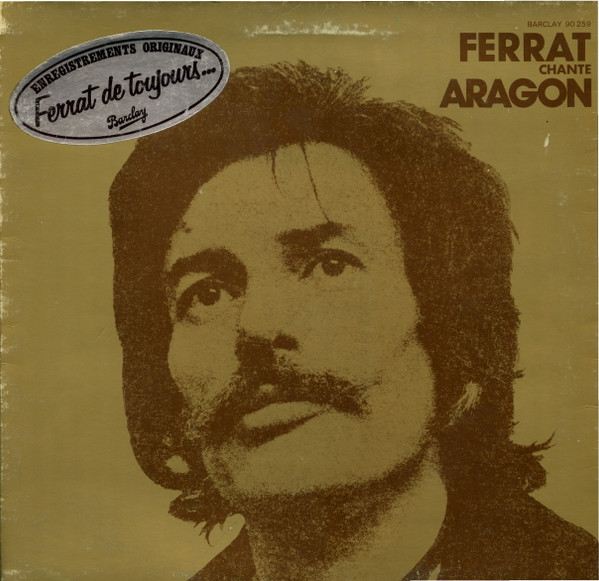 BARCLAY 90 259
FERRAT
CHANTE
ARAGON
ENREGISTREMENTS ORIGINAUX
Ferrat de toujours...
Barclay